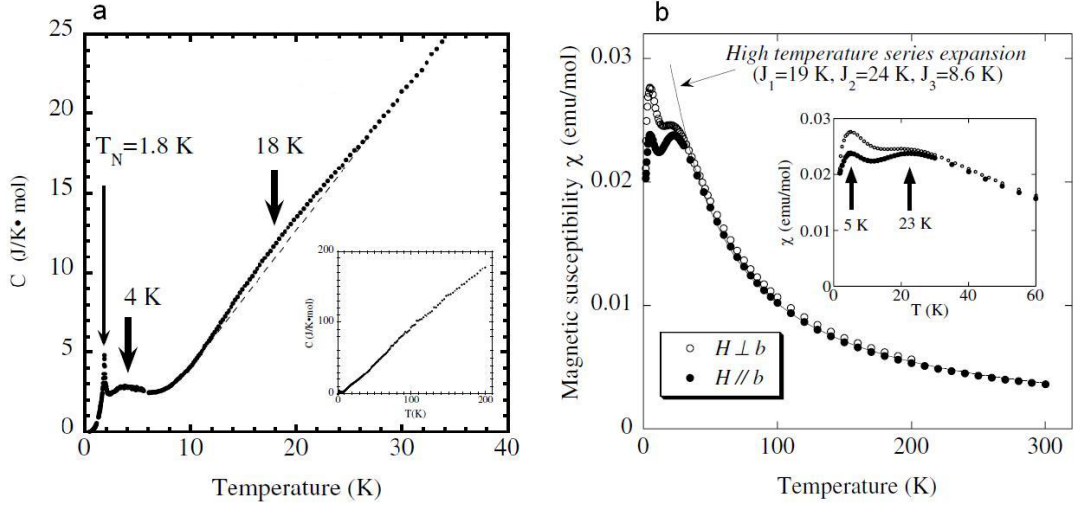 a
C (J/K• mol)
25
20
15
10
5
0
T_N=1.8 K
4 K
18 K
0
10
20
30
40
Temperature (K)
C (J/K•mol)
200
100
0
0
100
200
T(K)
b
Magnetic susceptibility χ (emu/mol)
0.03
0.02
0.01
0
High temperature series expansion
(J_1=19 K, J_2=24 K, J_3=8.6 K)
χ (emu/mol)
0.03
0.02
0.01
0
5 K
23 K
0
20
40
60
T (K)
H ⊥ b
H // b
0
50
100
150
200
250
300
Temperature (K)